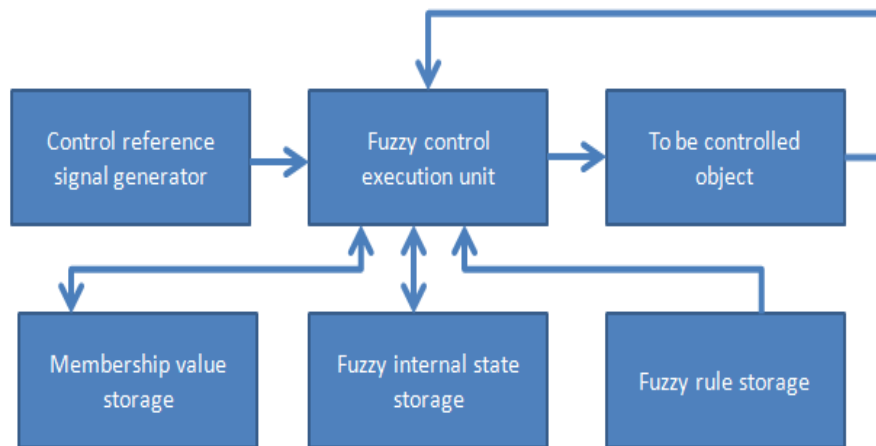 Control reference
signal generator
Fuzzy control
execution unit
To be controlled
object
Membership value
storage
Fuzzy internal state
storage
Fuzzy rule storage